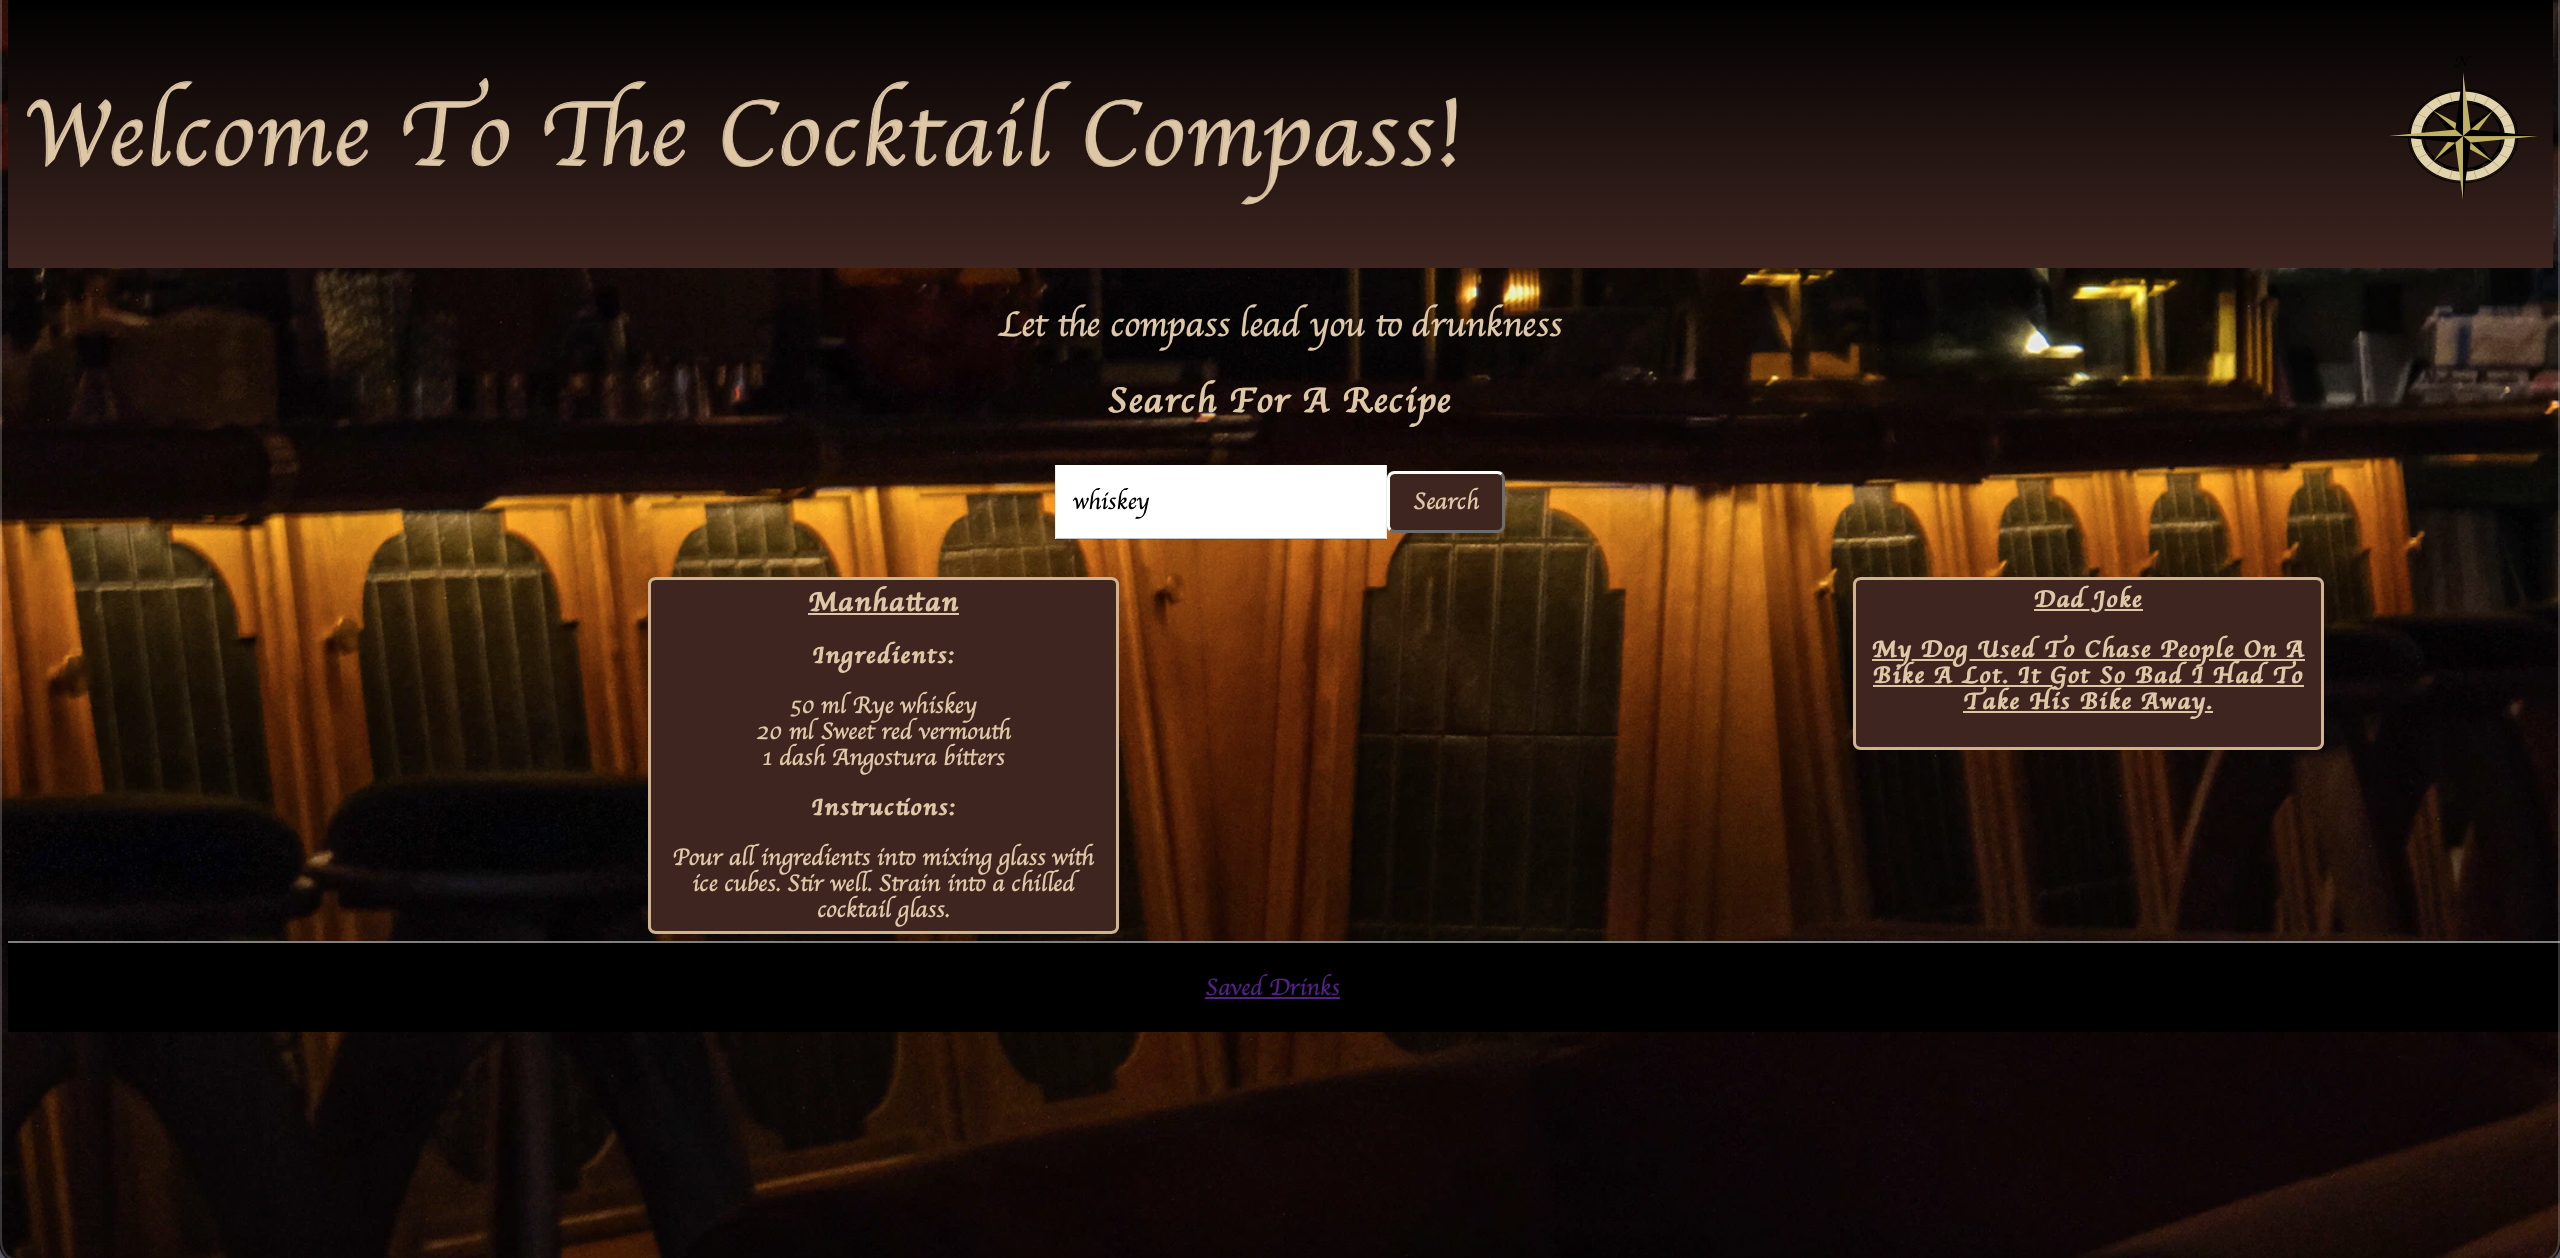 Welcome To The Cocktail Compass!
Let the compass lead you to drunkness
Search For A Recipe
whiskey
Search
Manhattan
Ingredients:
50 ml Rye whiskey
20 ml Sweet red vermouth
1 dash Angostura bitters
Instructions:
Pour all ingredients into mixing glass with
ice cubes. Stir well. Strain into a chilled
cocktail glass.
Dad Joke
My Dog Used To Chase People On A
Bike A Lot. It Got So Bad I Had To
Take His Bike Away.
Saved Drinks